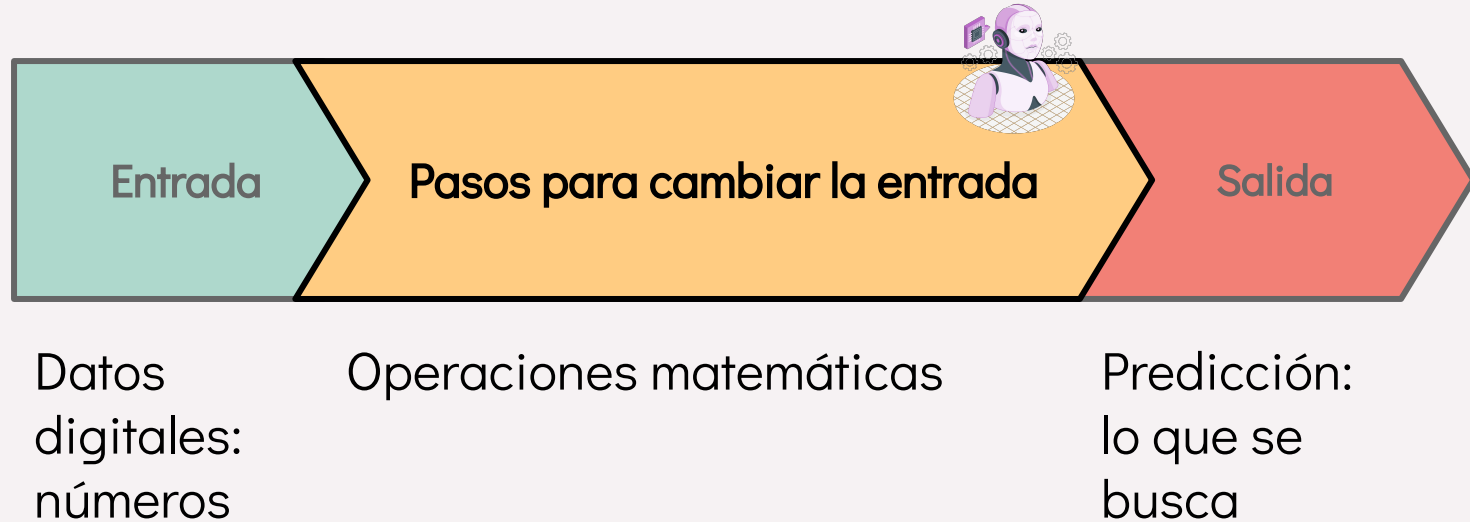 Entrada
Pasos para cambiar la entrada
Salida
Datos
digitales:
números
Operaciones matemáticas
Predicción:
lo que se
busca